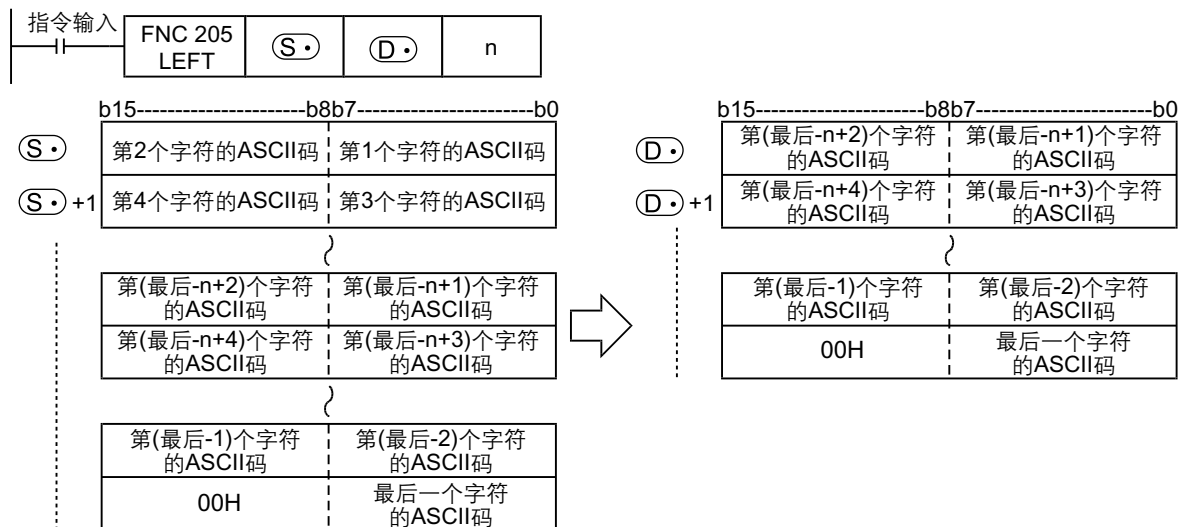 指令输入
FNC 205
LEFT
S·
D·
n
b15----------------------b8b7-----------------------b0
S·
第2个字符的ASCII码
第1个字符的ASCII码
S·+1
第4个字符的ASCII码
第3个字符的ASCII码
第(最后-n+2)个字符
的ASCII码
第(最后-n+1)个字符
的ASCII码
第(最后-n+4)个字符
的ASCII码
第(最后-n+3)个字符
的ASCII码
第(最后-1)个字符
的ASCII码
第(最后-2)个字符
的ASCII码
00H
最后一个字符
的ASCII码
b15----------------------b8b7-----------------------b0
D·
第(最后-n+2)个字符
的ASCII码
第(最后-n+1)个字符
的ASCII码
D·+1
第(最后-n+4)个字符
的ASCII码
第(最后-n+3)个字符
的ASCII码
第(最后-1)个字符
的ASCII码
第(最后-2)个字符
的ASCII码
00H
最后一个字符
的ASCII码